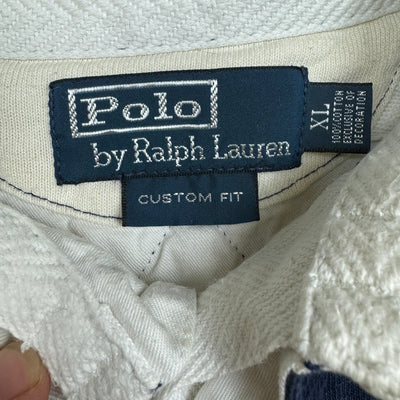 Polo
by Ralph Lauren
XL
100% COTTON
EXCLUSIVE OF
DECORATION
CUSTOM FIT